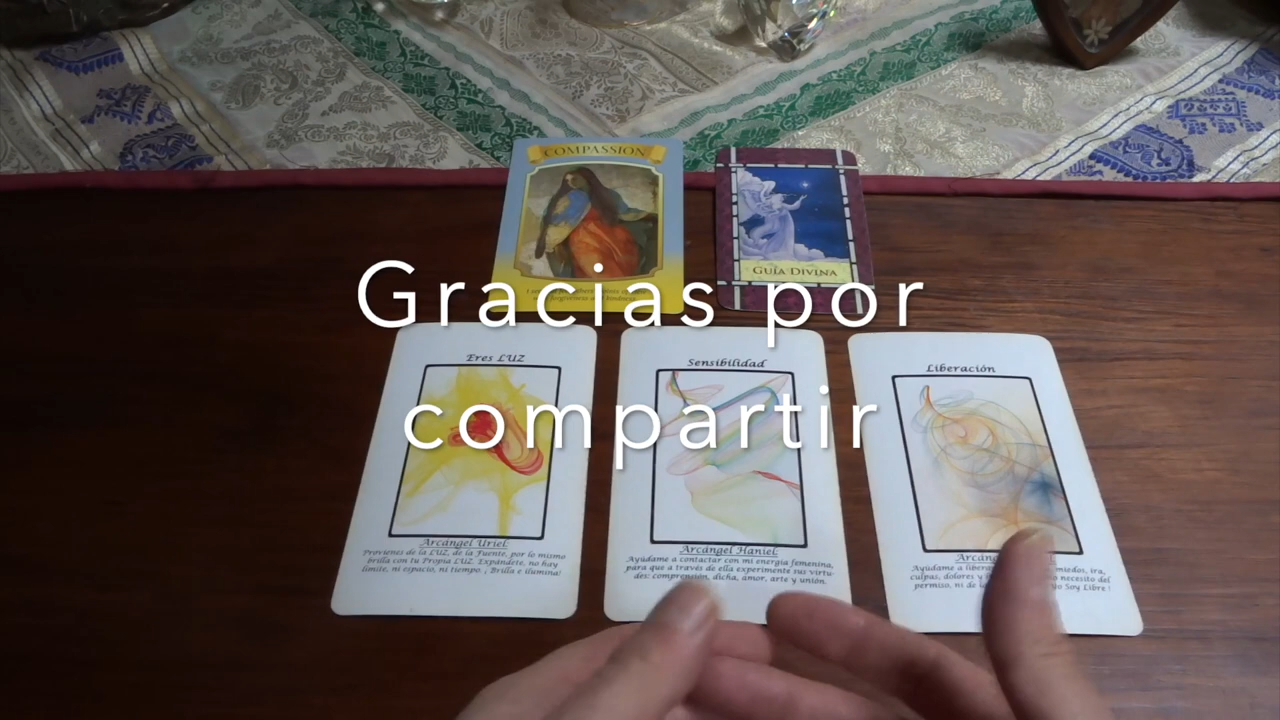 COMPASSION
GUÍA DIVINA
Gracias por
compartir
Eres LUZ
Arcángel Uriel:
Provienes de la LUZ, de la Fuente, por lo mismo
brilla con tu Propia LUZ. Expándete, no hay
límite, ni espacio, ni tiempo. ¡ Brilla e ilumina!
Sensibilidad
Arcángel Haniel:
Ayúdame a contactar con mi energía femenina,
para que a través de ella experimente sus virtu-
des: comprensión, dicha, amor, arte y unión.
Liberación
Ayúdame a libera miedos, ira,
culpas, dolores y necesito del
permiso, ni de la Yo Soy Libre !